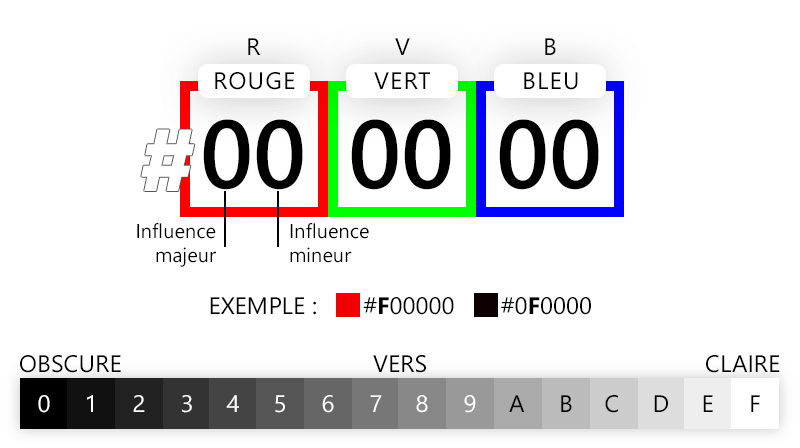 R V B
ROUGE VERT BLEU
#00 00 00
Influence majeur
Influence mineur
EXEMPLE : #F00000 #0F0000
OBSCURE VERS CLAIRE
0 1 2 3 4 5 6 7 8 9 A B C D E F